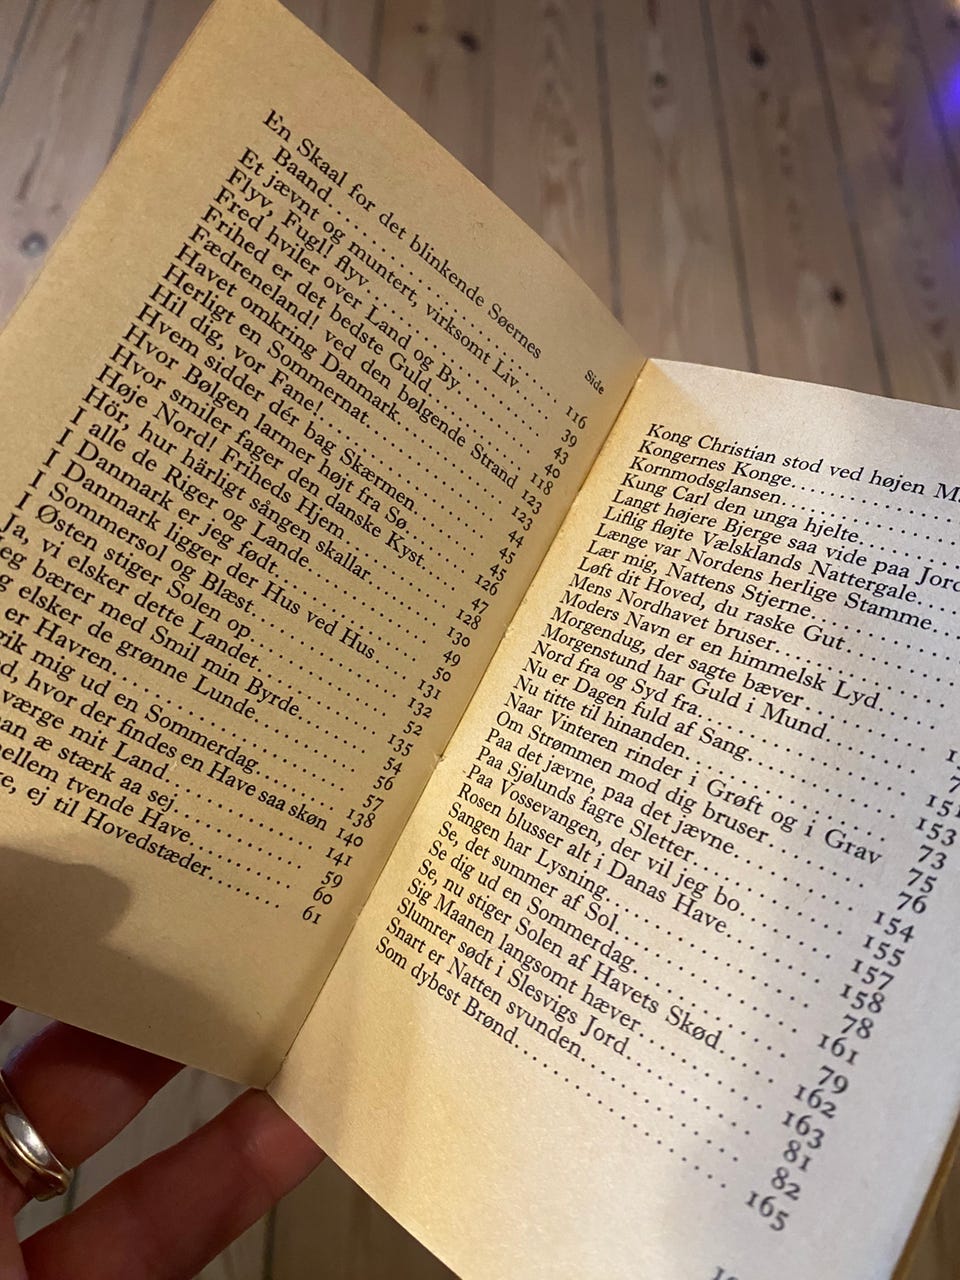 Side
En Skaal for det blinkende Søernes
Baand.................. 116
Et jævnt og muntert, virksomt Liv.... 39
Flyv, Fugl! flyv.................. 43
Fred hviler over Land og By........ 40
Frihed er det bedste Guld.......... 118
Fædreneland! ved den bølgende Strand 123
Havet omkring Danmark.......... 123
Herligt en Sommernat............ 44
Hil dig, vor Fane!................ 45
Hvem sidder dér bag Skærmen...... 45
Hvor Bølgen larmer højt fra Sø...... 126
Hvor smiler fager den danske Kyst.... 47
Høje Nord! Friheds Hjem.......... 128
Hör, hur härligt sången skallar...... 130
I alle de Riger og Lande............ 49
I Danmark er jeg født.............. 50
I Danmark ligger der Hus ved Hus.... 131
I Sommersol og Blæst.............. 132
I Østen stiger Solen op............ 52
Ja, vi elsker dette Landet............ 135
eg bærer med Smil min Byrde........ 54
g elsker de grønne Lunde.......... 56
er Havren.................. 57
gik mig ud en Sommerdag........ 138
d, hvor der findes en Have saa skøn 140
værge mit Land................ 141
an æ stærk aa sej.............. 59
ellem tvende Have............ 60
e, ej til Hovedstæder............ 61
Kong Christian stod ved højen M
Kongernes Konge..............
Kornmodsglansen..............
Kung Carl den unga hjelte........
Langt højere Bjerge saa vide paa Jord
Liflig fløjte Vælsklands Nattergale....
Længe var Nordens herlige Stamme....
Lær mig, Nattens Stjerne..........
Løft dit Hoved, du raske Gut........
Mens Nordhavet bruser............
Moders Navn er en himmelsk Lyd....
Morgendug, der sagte bæver........ 1
Morgenstund har Guld i Mund...... 7
Nord fra og Syd fra................ 151
Nu er Dagen fuld af Sang.......... 153
Nu titte til hinanden.............. 73
Naar Vinteren rinder i Grøft og i Grav 75
Om Strømmen mod dig bruser...... 76
Paa det jævne, paa det jævne........ 154
Paa Sjølunds fagre Sletter.......... 155
Paa Vossevangen, der vil jeg bo...... 157
Rosen blusser alt i Danas Have...... 158
Sangen har Lysning................ 78
Se, det summer af Sol.............. 161
Se dig ud en Sommerdag............ 79
Se, nu stiger Solen af Havets Skød.... 162
Sig Maanen langsomt hæver........ 163
Slumrer sødt i Slesvigs Jord........ 81
Snart er Natten svunden............ 82
Som dybest Brønd................ 165